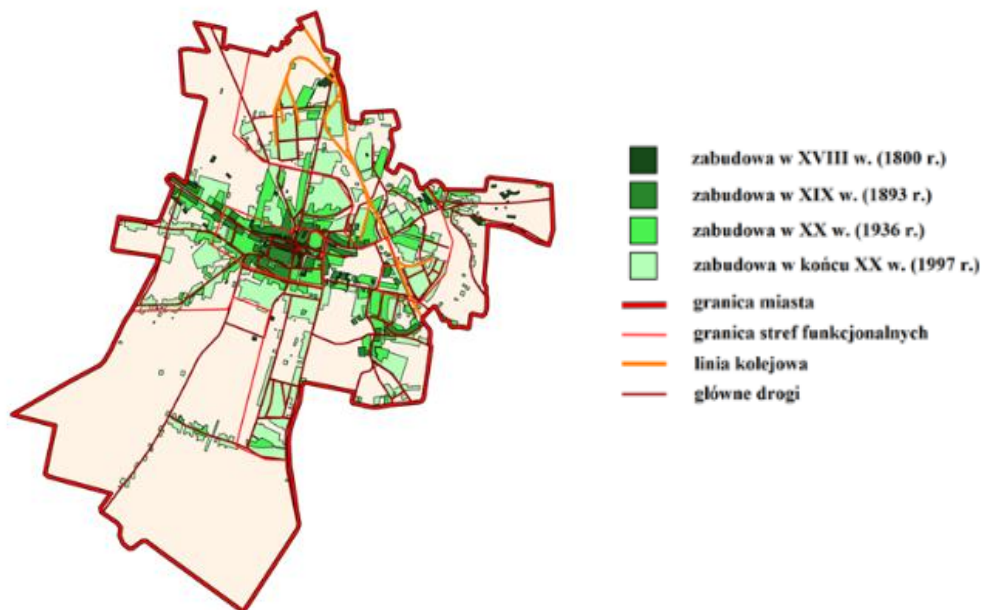 zabudowa w XVIII w. (1800 r.)
zabudowa w XIX w. (1893 r.)
zabudowa w XX w. (1936 r.)
zabudowa w końcu XX w. (1997 r.)
granica miasta
granica stref funkcjonalnych
linia kolejowa
główne drogi